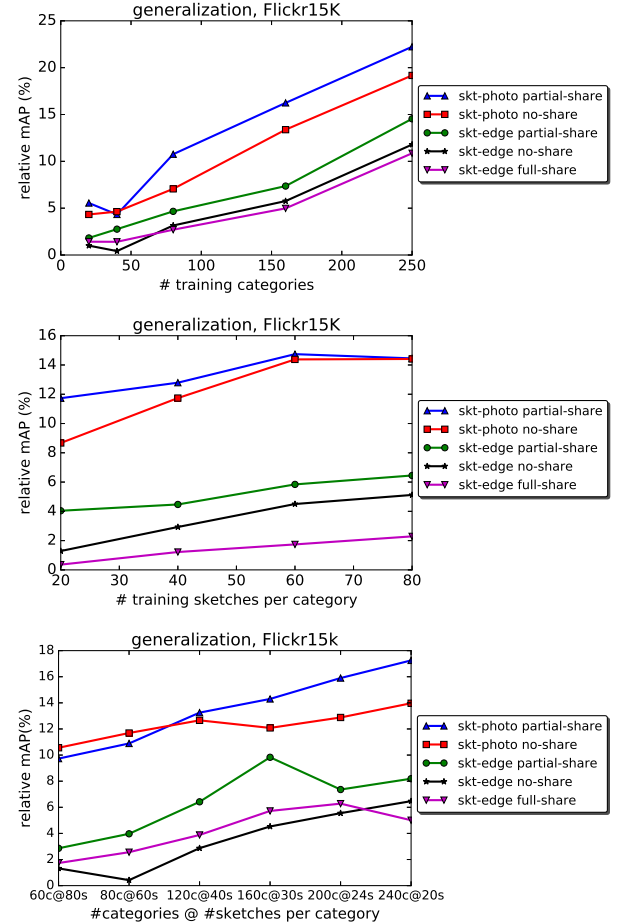 generalization, Flickr15K
25
20
15
10
5
0
relative mAP (%)
0 50 100 150 200 250
# training categories
skt-photo partial-share
skt-photo no-share
skt-edge partial-share
skt-edge no-share
skt-edge full-share
generalization, Flickr15K
16
14
12
10
8
6
4
2
0
relative mAP (%)
20 30 40 50 60 70 80
# training sketches per category
skt-photo partial-share
skt-photo no-share
skt-edge partial-share
skt-edge no-share
skt-edge full-share
generalization, Flickr15k
18
16
14
12
10
8
6
4
2
0
relative mAP(%)
60c@80s 80c@60s 120c@40s 160c@30s 200c@24s 240c@20s
#categories @ #sketches per category
skt-photo partial-share
skt-photo no-share
skt-edge partial-share
skt-edge no-share
skt-edge full-share